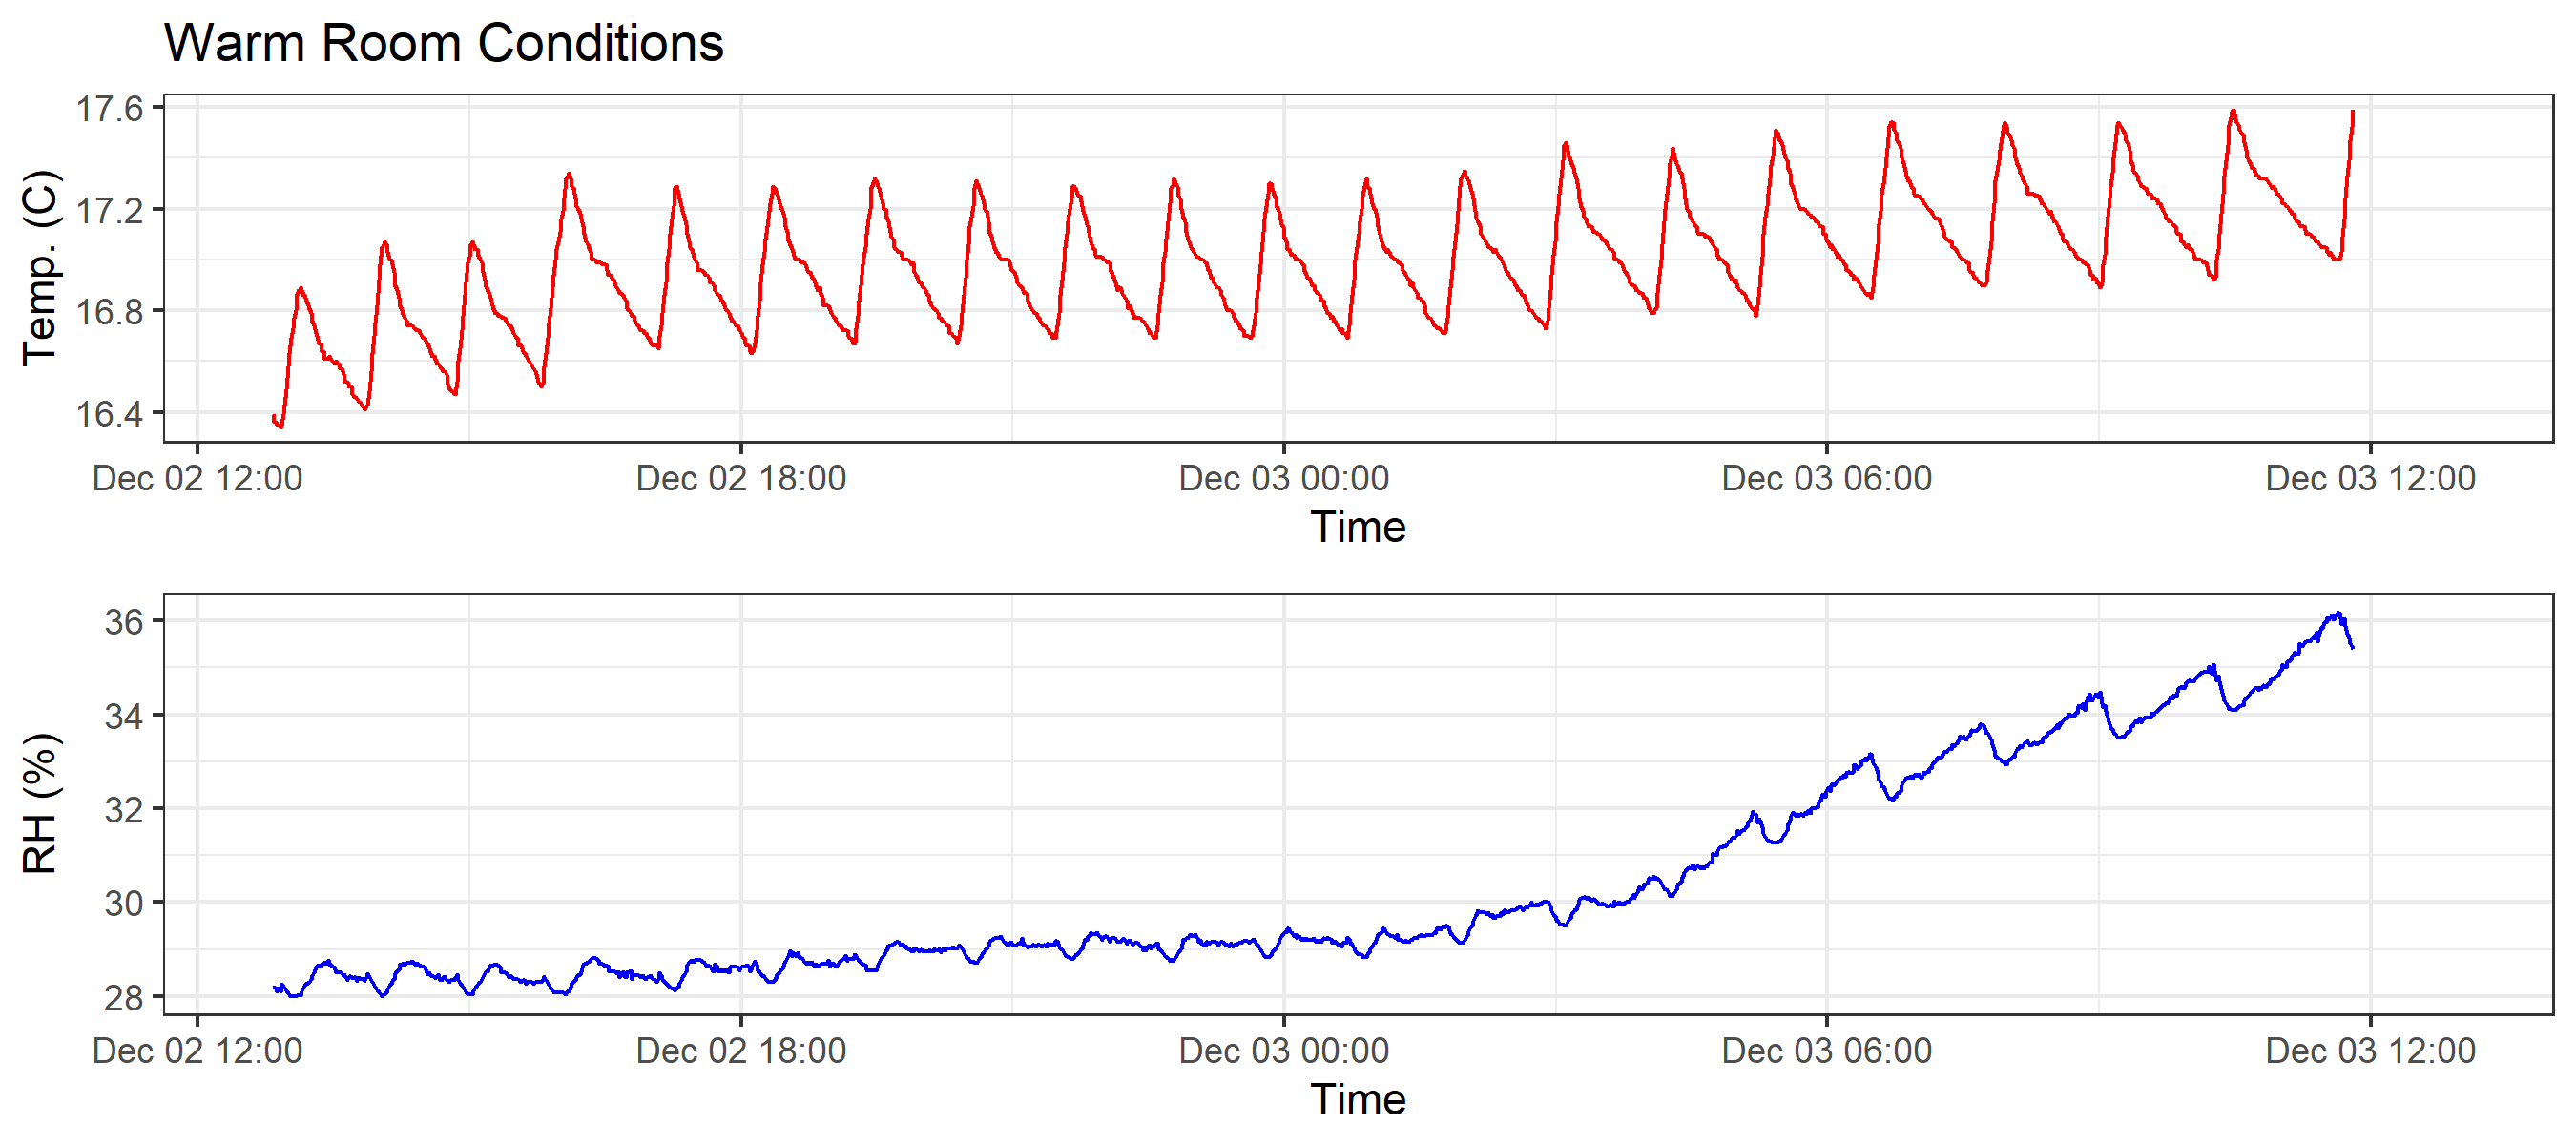 Warm Room Conditions
17.6
17.2
16.8
16.4
Temp. (C)
Dec 02 12:00 Dec 02 18:00 Dec 03 00:00 Dec 03 06:00 Dec 03 12:00
Time
36
34
32
30
28
RH (%)
Dec 02 12:00 Dec 02 18:00 Dec 03 00:00 Dec 03 06:00 Dec 03 12:00
Time